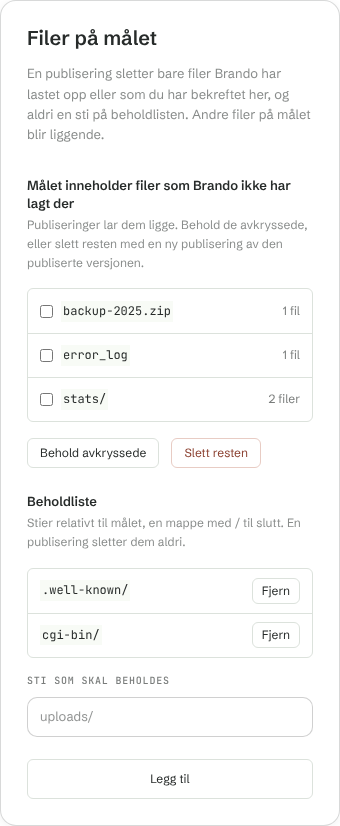 Filer på målet
En publisering sletter bare filer Brando har
lastet opp eller som du har bekreftet her, og
aldri en sti på beholdlisten. Andre filer på målet
blir liggende.
Målet inneholder filer som Brando ikke har
lagt der
Publiseringer lar dem ligge. Behold de avkryssede,
eller slett resten med en ny publisering av den
publiserte versjonen.
backup-2025.zip 1 fil
error_log 1 fil
stats/ 2 filer
Behold avkryssede Slett resten
Beholdliste
Stier relativt til målet, en mappe med / til slutt. En
publisering sletter dem aldri.
.well-known/ Fjern
cgi-bin/ Fjern
STI SOM SKAL BEHOLDES
uploads/
Legg til